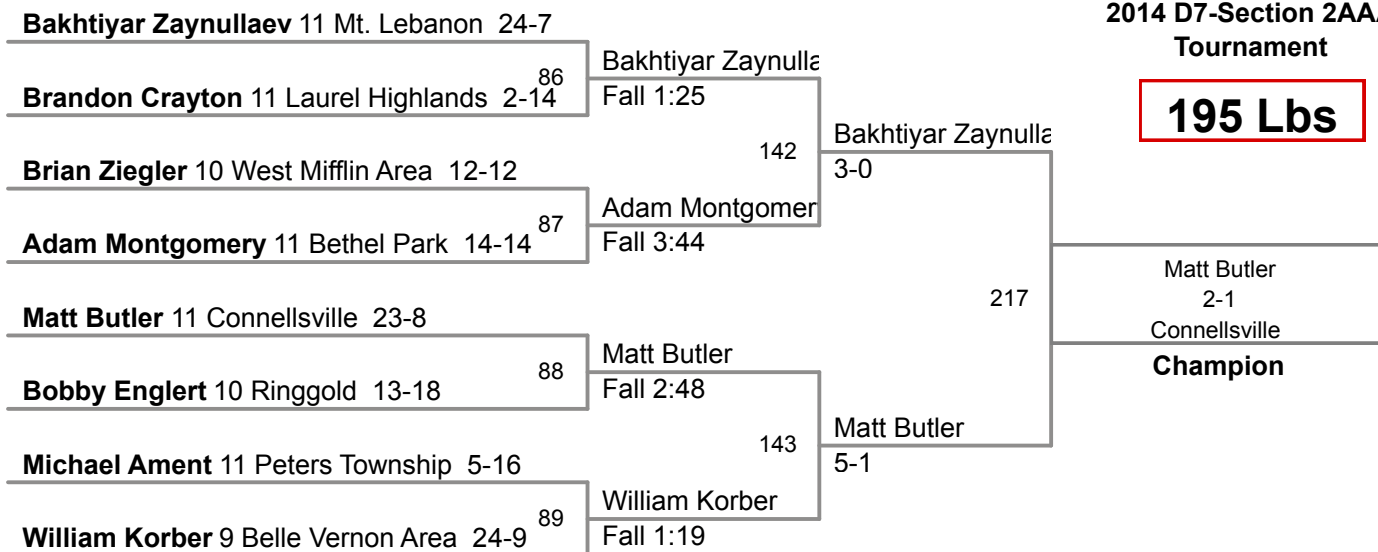 Bakhtiyar Zaynullaev 11 Mt. Lebanon 24-7
2014 D7-Section 2AAA
Tournament
195 Lbs
86
Brandon Crayton 11 Laurel Highlands 2-14
Bakhtiyar Zaynulla
Fall 1:25
142
Bakhtiyar Zaynulla
3-0
Brian Ziegler 10 West Mifflin Area 12-12
87
Adam Montgomery 11 Bethel Park 14-14
Adam Montgomer
Fall 3:44
217
Matt Butler
2-1
Connellsville
Champion
Matt Butler 11 Connellsville 23-8
88
Bobby Englert 10 Ringgold 13-18
Matt Butler
Fall 2:48
143
Matt Butler
5-1
Michael Ament 11 Peters Township 5-16
89
William Korber 9 Belle Vernon Area 24-9
William Korber
Fall 1:19